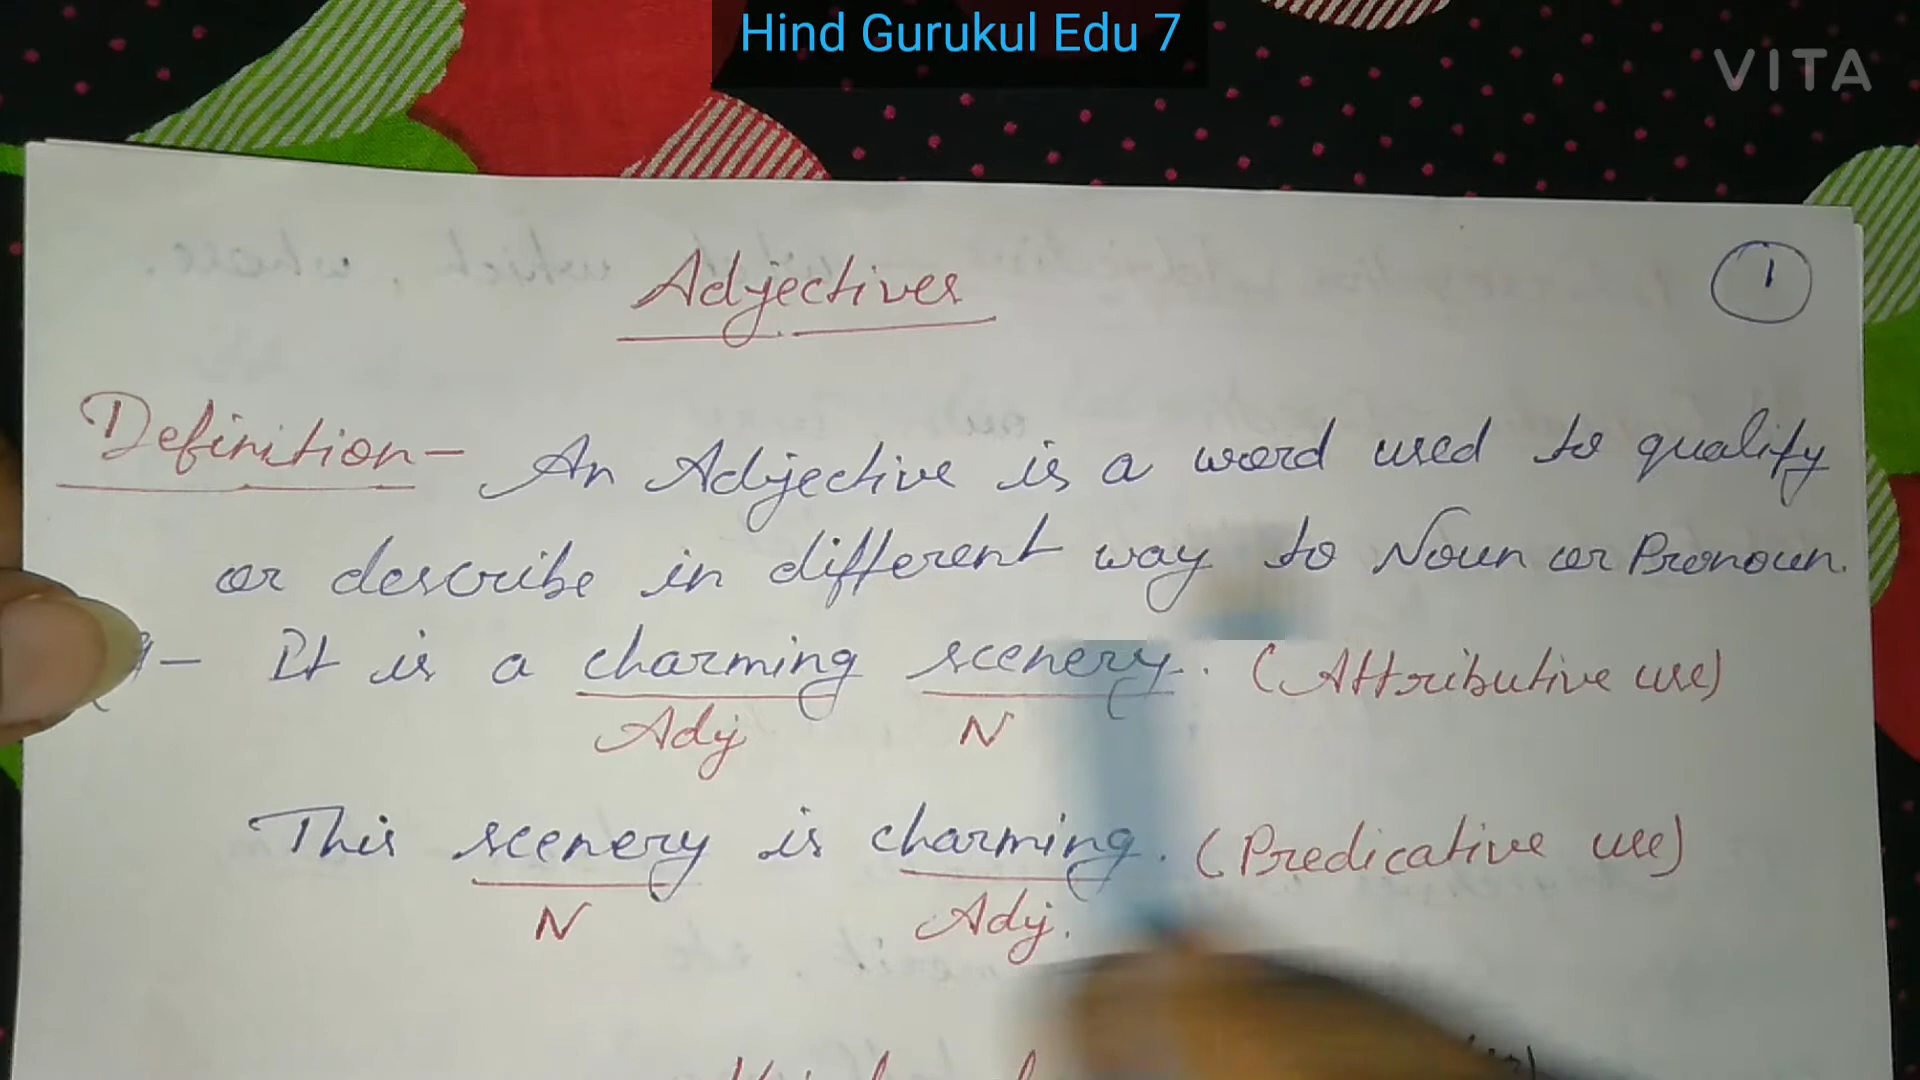 Hind Gurukul Edu 7
VITA
Adjectives
1
Definition- An Adjective is a word used to qualify
or describe in different way to Noun or Pronoun.
- It is a charming scenery. (Attributive use)
Adj N
This scenery is charming. (Predicative use)
N Adj.